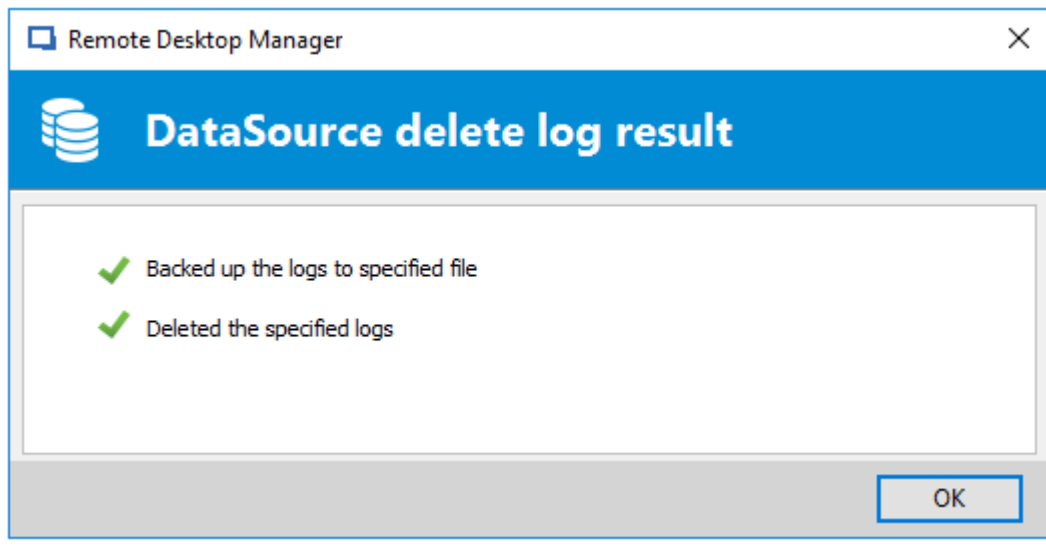 Remote Desktop Manager
DataSource delete log result
Backed up the logs to specified file
Deleted the specified logs
OK